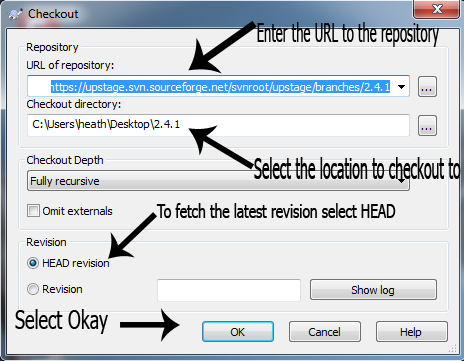 Checkout
Enter the URL to the repository
Repository
URL of repository:
https://upstage.svn.sourceforge.net/svnroot/upstage/branches/2.4.1
...
Checkout directory:
C:\Users\heath\Desktop\2.4.1
...
Select the location to checkout to
Checkout Depth
Fully recursive
Omit externals
To fetch the latest revision select HEAD
Revision
HEAD revision
Revision
Show log
Select Okay
OK
Cancel
Help